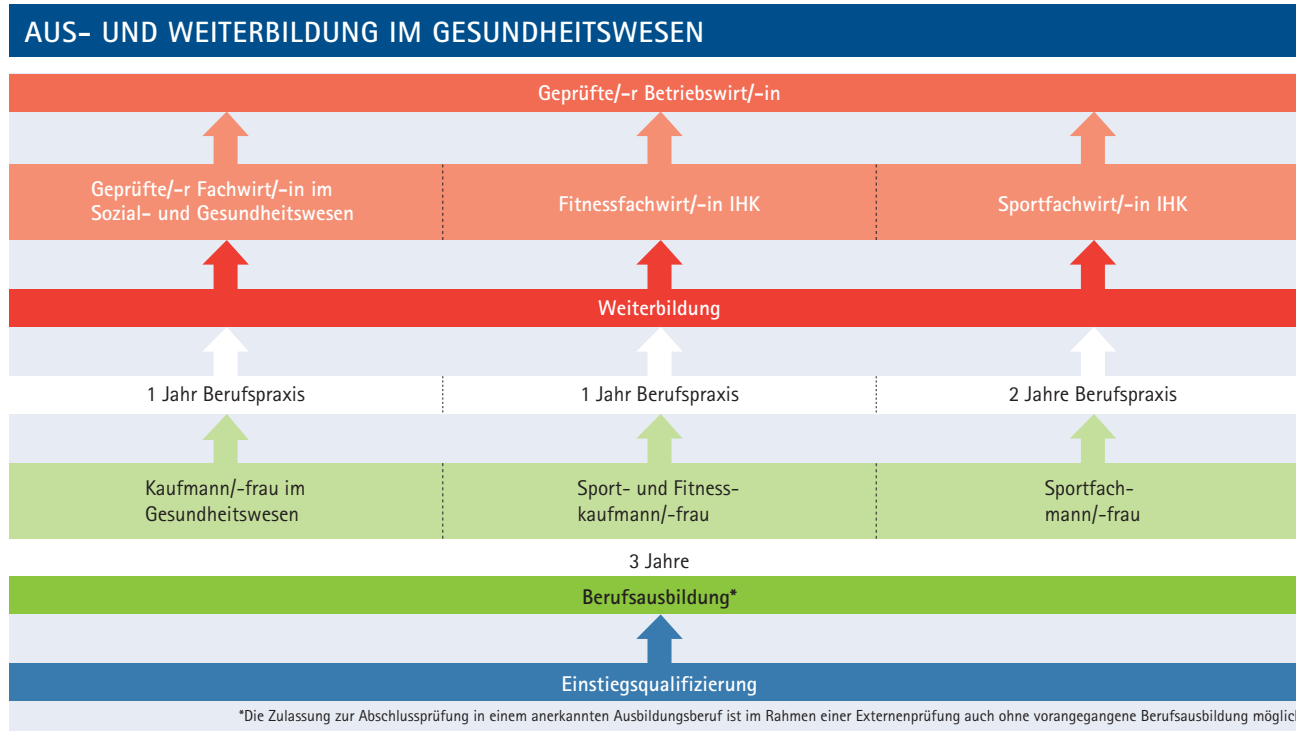 AUS- UND WEITERBILDUNG IM GESUNDHEITSWESEN
Geprüfte/-r Betriebswirt/-in
Geprüfte/-r Fachwirt/-in im
Sozial- und Gesundheitswesen
Fitnessfachwirt/-in IHK
Sportfachwirt/-in IHK
Weiterbildung
1 Jahr Berufspraxis
1 Jahr Berufspraxis
2 Jahre Berufspraxis
Kaufmann/-frau im
Gesundheitswesen
Sport- und Fitness-
kaufmann/-frau
Sportfach-
mann/-frau
3 Jahre
Berufsausbildung*
Einstiegsqualifizierung
*Die Zulassung zur Abschlussprüfung in einem anerkannten Ausbildungsberuf ist im Rahmen einer Externenprüfung auch ohne vorangegangene Berufsausbildung möglich